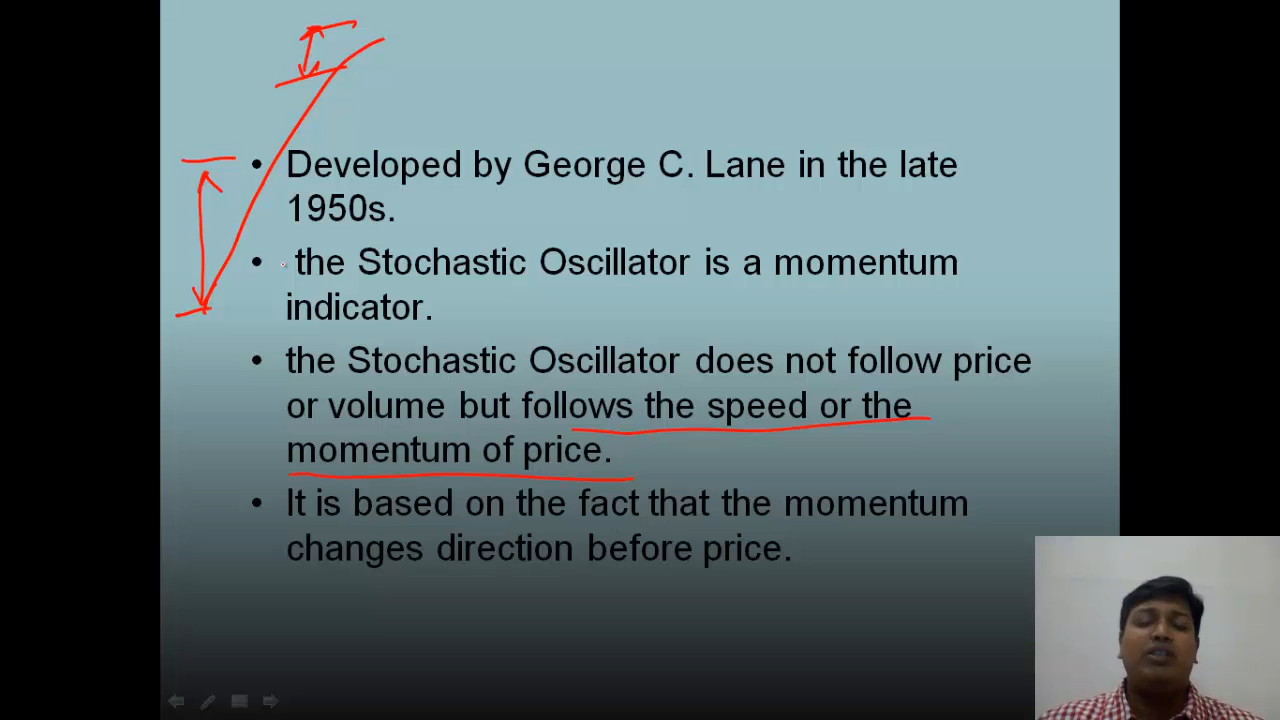 • Developed by George C. Lane in the late
1950s.
• the Stochastic Oscillator is a momentum
indicator.
• the Stochastic Oscillator does not follow price
or volume but follows the speed or the
momentum of price.
• It is based on the fact that the momentum
changes direction before price.